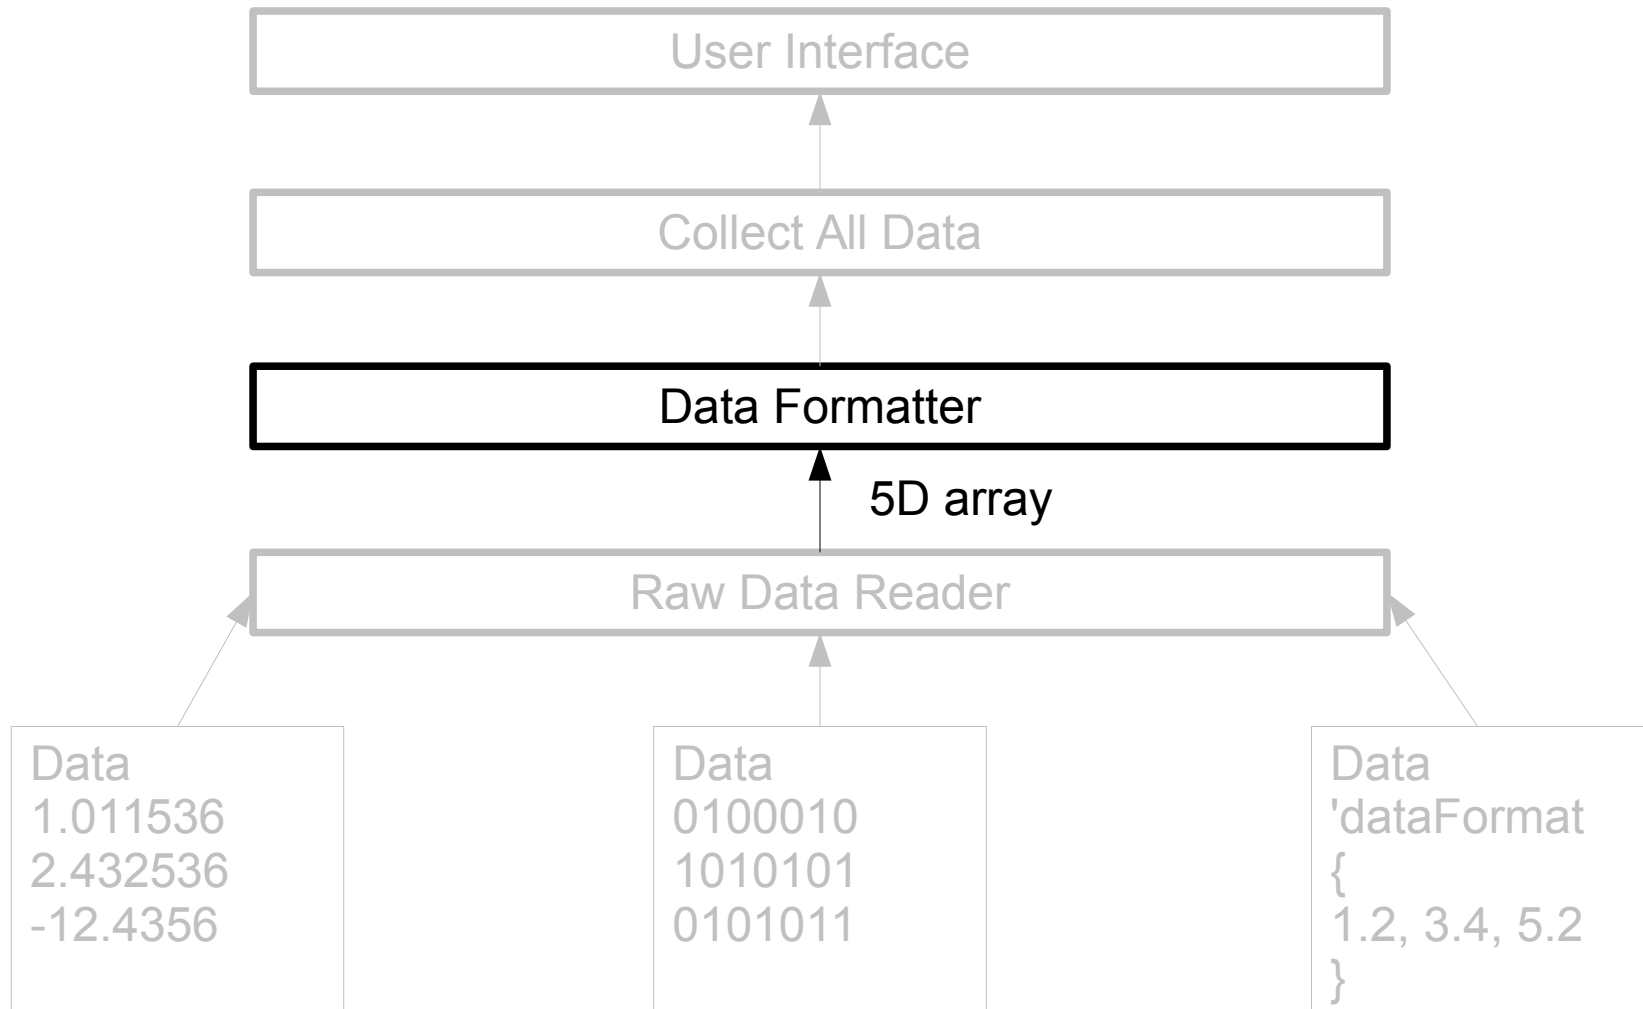 User Interface
Collect All Data
Data Formatter
5D array
Raw Data Reader
Data
1.011536
2.432536
-12.4356
Data
0100010
1010101
0101011
Data
'dataFormat
{
1.2, 3.4, 5.2
}